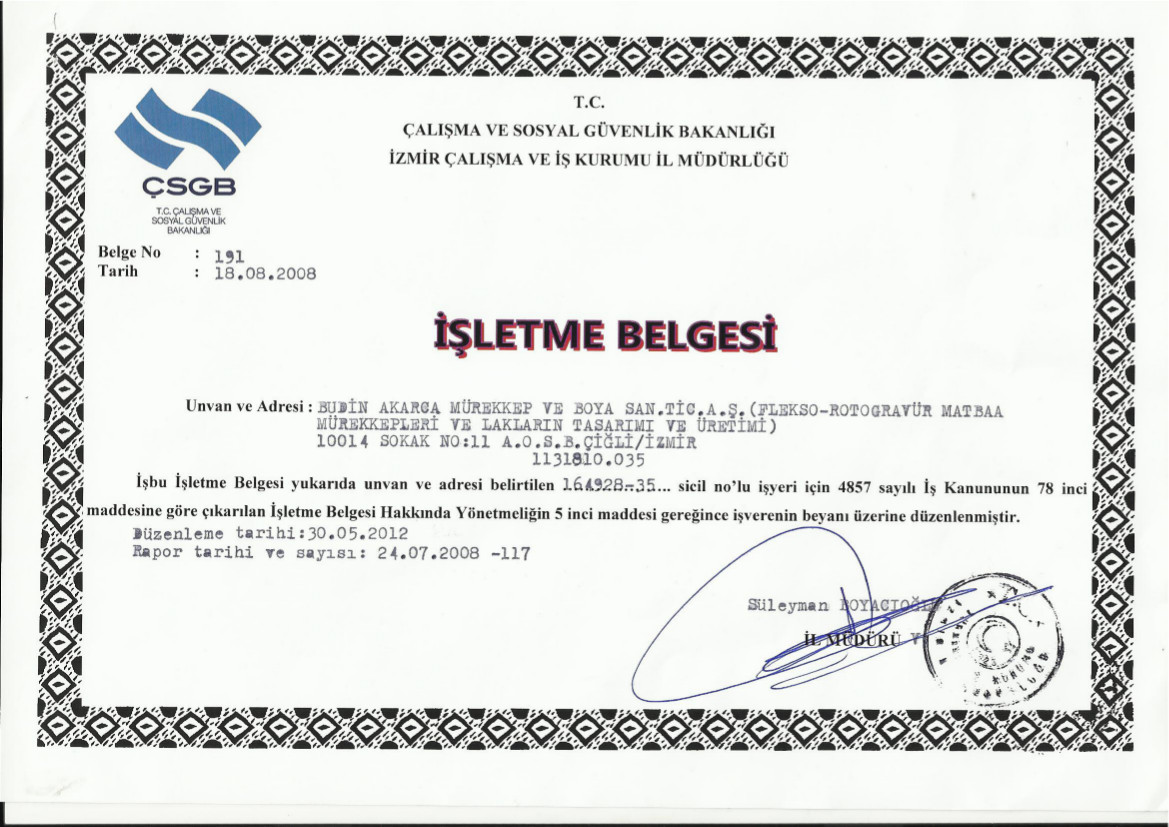 T.C.
ÇALIŞMA VE SOSYAL GÜVENLİK BAKANLIĞI
İZMİR ÇALIŞMA VE İŞ KURUMU İL MÜDÜRLÜĞÜ
ÇSGB
T.C. ÇALIŞMA VE
SOSYAL GÜVENLİK
BAKANLIĞI
Belge No : 191
Tarih : 18.08.2008
İŞLETME BELGESİ
Unvan ve Adresi : BUDİN AKARCA MÜREKKEP VE BOYA SAN.TİC.A.Ş.(FLEKSO-ROTOGRAVÜR MATBAA
MÜREKKEPLERİ VE LAKLARIN TASARIMI VE ÜRETİMİ)
10014 SOKAK NO:11 A.O.S.B.ÇİĞLİ/İZMİR
1131810.035
İşbu İşletme Belgesi yukarıda unvan ve adresi belirtilen 164928.-35... sicil no'lu işyeri için 4857 sayılı İş Kanununun 78 inci
maddesine göre çıkarılan İşletme Belgesi Hakkında Yönetmeliğin 5 inci maddesi gereğince işverenin beyanı üzerine düzenlenmiştir.
Düzenleme tarihi:30.05.2012
Rapor tarihi ve sayısı: 24.07.2008 -117
Süleyman BOYACIOĞLU
İL MÜDÜRÜ V
KURUMU